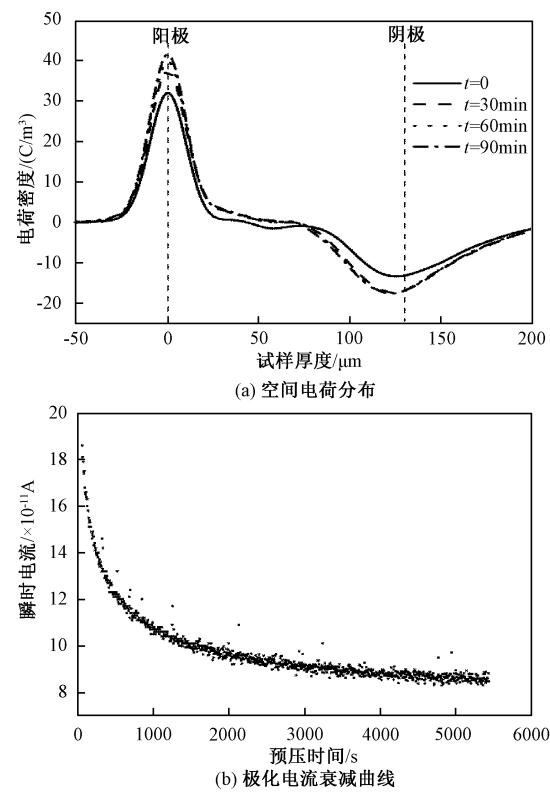 50
40
30
20
10
0
-10
-20
电荷密度/(C/m³)
阳极
阴极
t=0
t=30min
t=60min
t=90min
-50
0
50
100
150
200
试样厚度/μm
(a) 空间电荷分布
20
18
16
14
12
10
8
瞬时电流/×10⁻¹¹A
0
1000
2000
3000
4000
5000
6000
预压时间/s
(b) 极化电流衰减曲线